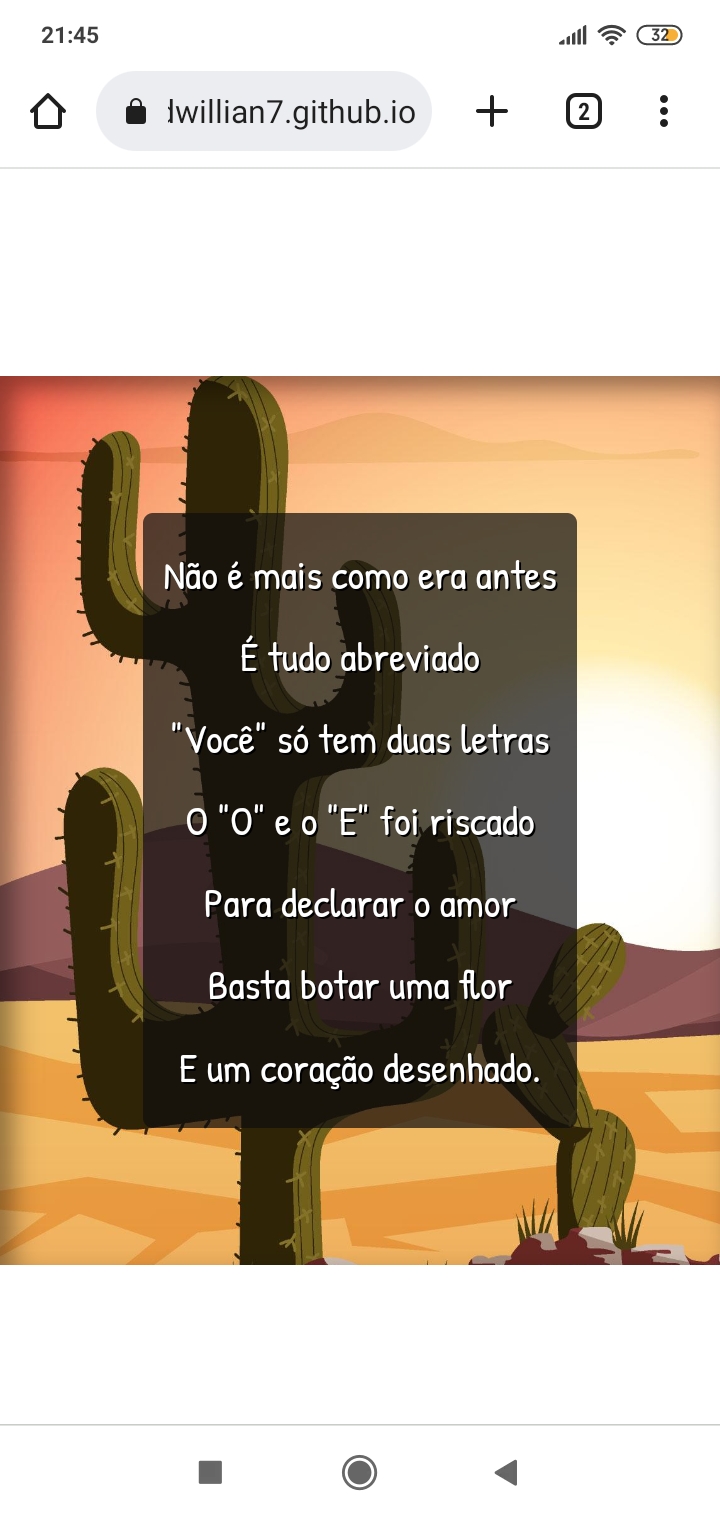 21:45
32
dwillian7.github.io
2
Não é mais como era antes
É tudo abreviado
"Você" só tem duas letras
O "O" e o "E" foi riscado
Para declarar o amor
Basta botar uma flor
E um coração desenhado.